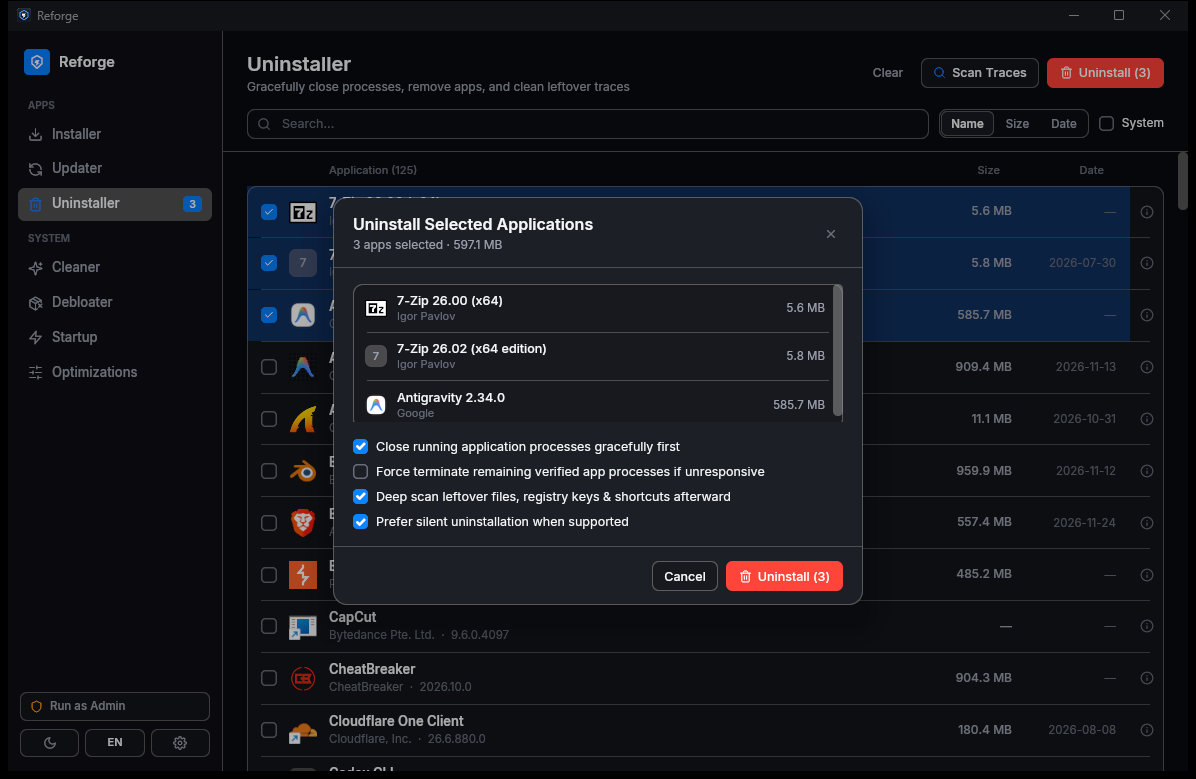 Reforge
Reforge
APPS
Installer
Updater
Uninstaller 3
SYSTEM
Cleaner
Debloater
Startup
Optimizations
Run as Admin
EN
Uninstaller
Gracefully close processes, remove apps, and clean leftover traces
Clear
Scan Traces
Uninstall (3)
Search...
Name Size Date
System
Application (125) Size Date
5.6 MB —
7
5.8 MB 2026-07-30
585.7 MB —
909.4 MB 2026-11-13
11.1 MB 2026-10-31
959.9 MB 2026-11-12
557.4 MB 2026-11-24
485.2 MB —
CapCut
Bytedance Pte. Ltd. · 9.6.0.4097
— —
CheatBreaker
CheatBreaker · 2026.10.0
904.3 MB —
Cloudflare One Client
Cloudflare, Inc. · 26.6.880.0
180.4 MB 2026-08-08
Uninstall Selected Applications
3 apps selected · 597.1 MB
7z
7-Zip 26.00 (x64)
Igor Pavlov
5.6 MB
7
7-Zip 26.02 (x64 edition)
Igor Pavlov
5.8 MB
Antigravity 2.34.0
Google
585.7 MB
Close running application processes gracefully first
Force terminate remaining verified app processes if unresponsive
Deep scan leftover files, registry keys & shortcuts afterward
Prefer silent uninstallation when supported
Cancel
Uninstall (3)